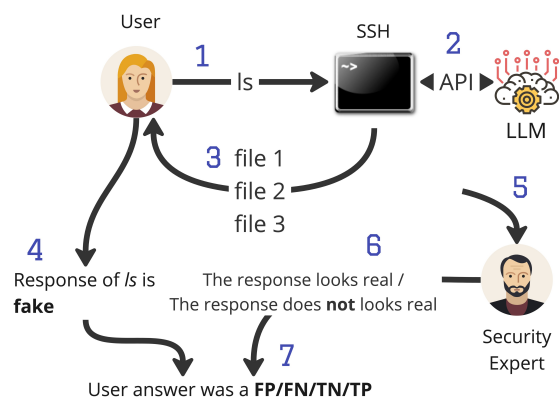 User
SSH
1
2
ls
~>
API
LLM
3
file 1
file 2
file 3
4
5
6
Response of ls is
fake
The response looks real /
The response does not looks real
Security
Expert
7
User answer was a FP/FN/TN/TP